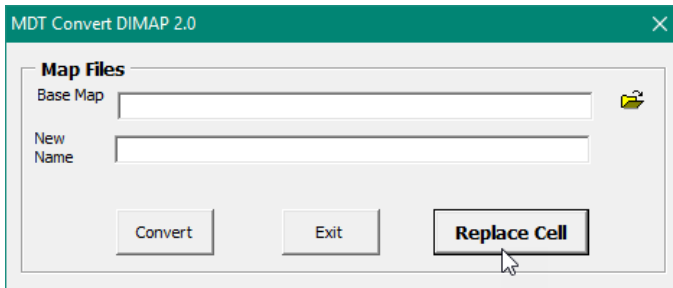 MDT Convert DIMAP 2.0
Map Files
Base Map
New
Name
Convert Exit Replace Cell